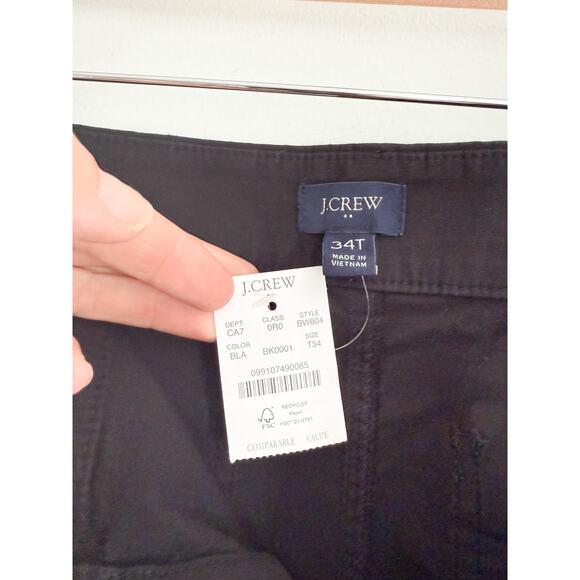 J.CREW
34T
MADE IN
VIETNAM
J.CREW
DEPT CLASS STYLE
CA7 0R0 BW804
COLOR SIZE
BLA BK0001 T34
099107490085
RECYCLED
Paper
FSC
COMPARABLE VALUE